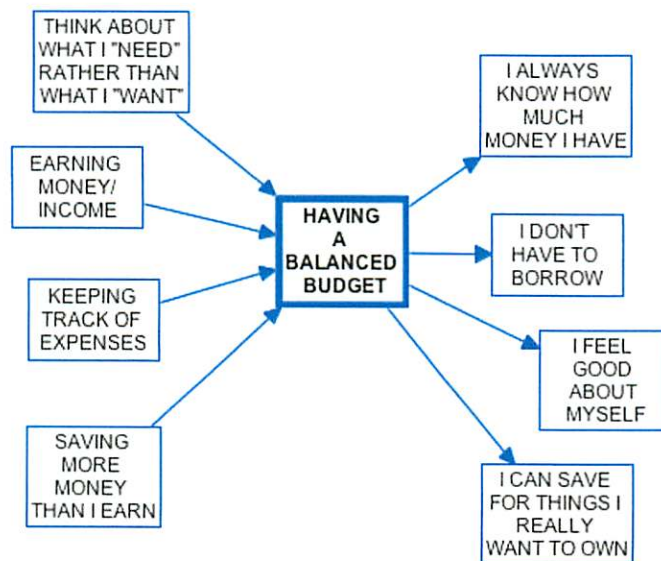 THINK ABOUT
WHAT I "NEED"
RATHER THAN
WHAT I "WANT"
EARNING
MONEY/
INCOME
KEEPING
TRACK OF
EXPENSES
SAVING
MORE
MONEY
THAN I EARN
HAVING
A
BALANCED
BUDGET
I ALWAYS
KNOW HOW
MUCH
MONEY I HAVE
I DON'T
HAVE TO
BORROW
I FEEL
GOOD
ABOUT
MYSELF
I CAN SAVE
FOR THINGS I
REALLY
WANT TO OWN